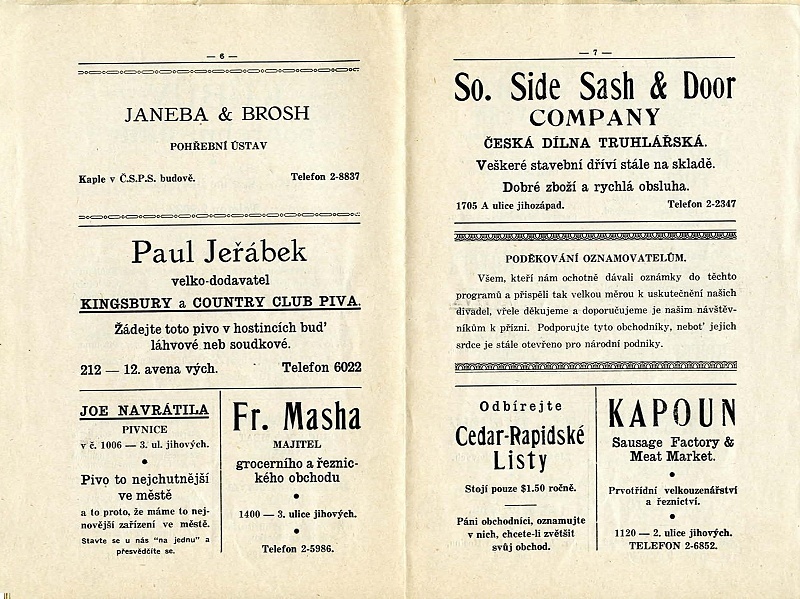 — 6 —
JANEBA & BROSH
POHŘEBNÍ ÚSTAV
Kaple v Č.S.P.S. budově. Telefon 2-8837
Paul Jeřábek
velko-dodavatel
KINGSBURY a COUNTRY CLUB PIVA.
Žádejte toto pivo v hostincích buď
láhvové neb soudkové.
212 — 12. avena vých. Telefon 6022
JOE NAVRÁTILA
PIVNICE
v č. 1006 — 3. ul. jihových.
Pivo to nejchutnější
ve městě
a to proto, že máme to nej-
novější zařízení ve městě.
Stavte se u nás "na jednu" a
přesvědčíte se.
Fr. Masha
MAJITEL
grocerního a řeznic-
kého obchodu
1400 — 3. ulice jihových.
Telefon 2-5986.
— 7 —
So. Side Sash & Door
COMPANY
ČESKÁ DÍLNA TRUHLÁŘSKÁ.
Veškeré stavební dříví stále na skladě.
Dobré zboží a rychlá obsluha.
1705 A ulice jihozápad. Telefon 2-2347
PODĚKOVÁNÍ OZNAMOVATELŮM.
Všem, kteří nám ochotně dávali oznámky do těchto
programů a přispěli tak velkou měrou k uskutečnění našich
divadel, vřele děkujeme a doporučujeme je našim návštěv-
níkům k přízni. Podporujte tyto obchodníky, neboť jejich
srdce je stále otevřeno pro národní podniky.
Odbírejte
Cedar-Rapidské
Listy
Stojí pouze $1.50 ročně.
Páni obchodníci, oznamujte
v nich, chcete-li zvětšit
svůj obchod.
KAPOUN
Sausage Factory &
Meat Market.
Prvotřídní velkouzenářství
a řeznictví.
1120 — 2. ulice jihových.
TELEFON 2-6852.